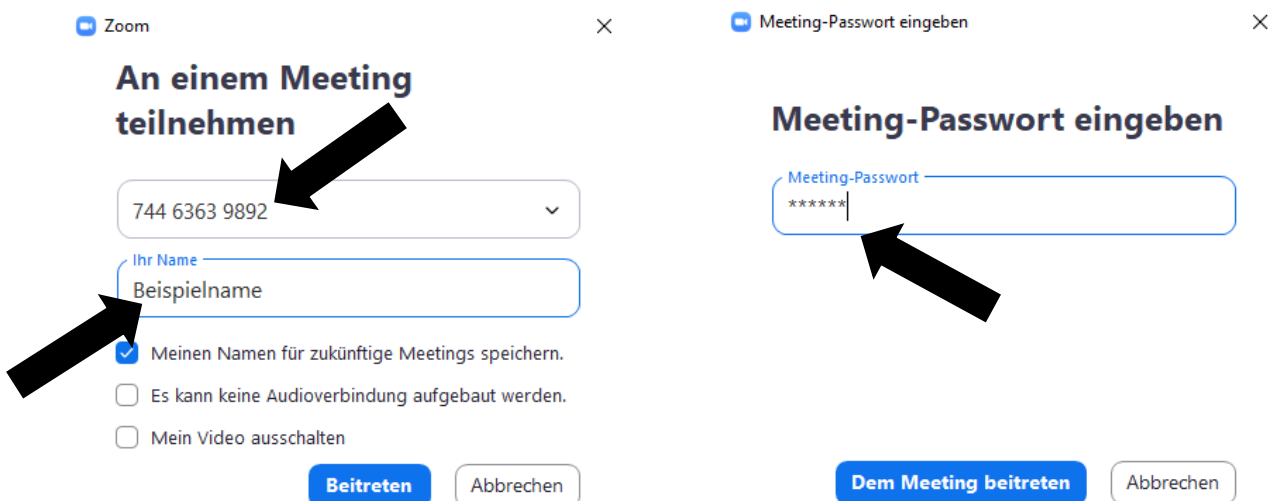 Zoom
An einem Meeting
teilnehmen
744 6363 9892
Ihr Name
Beispielname
Meinen Namen für zukünftige Meetings speichern.
Es kann keine Audioverbindung aufgebaut werden.
Mein Video ausschalten
Beitreten
Abbrechen
Meeting-Passwort eingeben
Meeting-Passwort eingeben
Meeting-Passwort
******
Dem Meeting beitreten
Abbrechen